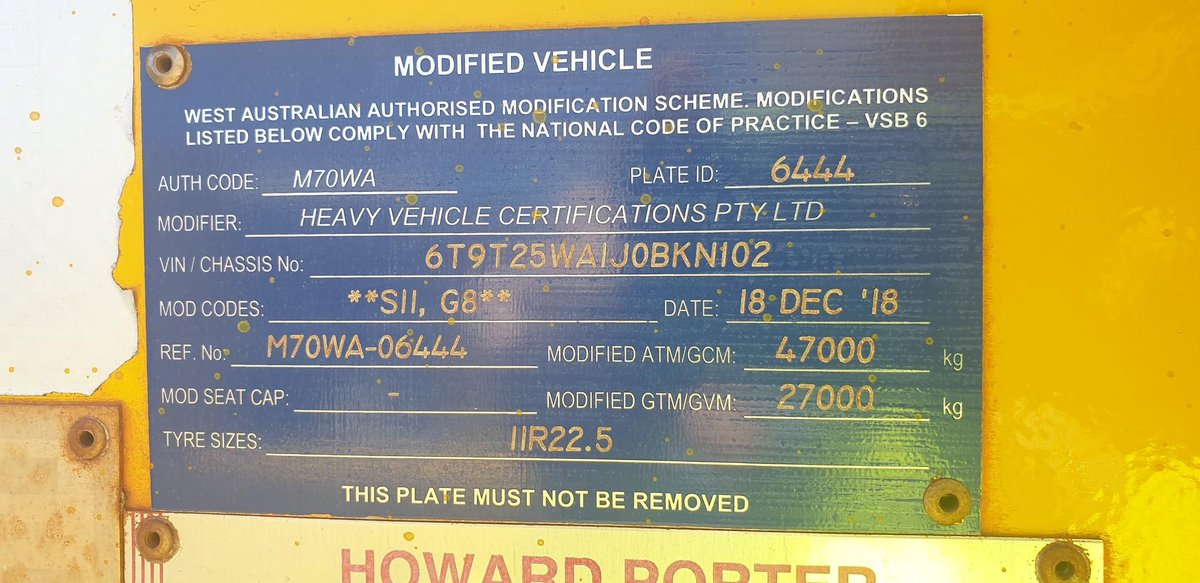 MODIFIED VEHICLE
WEST AUSTRALIAN AUTHORISED MODIFICATION SCHEME. MODIFICATIONS
LISTED BELOW COMPLY WITH THE NATIONAL CODE OF PRACTICE – VSB 6
AUTH CODE: M70WA PLATE ID: 6444
MODIFIER: HEAVY VEHICLE CERTIFICATIONS PTY LTD
VIN / CHASSIS No: 6T9T25WA1J0BKN102
MOD CODES: **S11, G8** DATE: 18 DEC '18
REF. No: M70WA-06444 MODIFIED ATM/GCM: 47000 kg
MOD SEAT CAP: - MODIFIED GTM/GVM: 27000 kg
TYRE SIZES: 11R22.5
THIS PLATE MUST NOT BE REMOVED
HOWARD PORTER